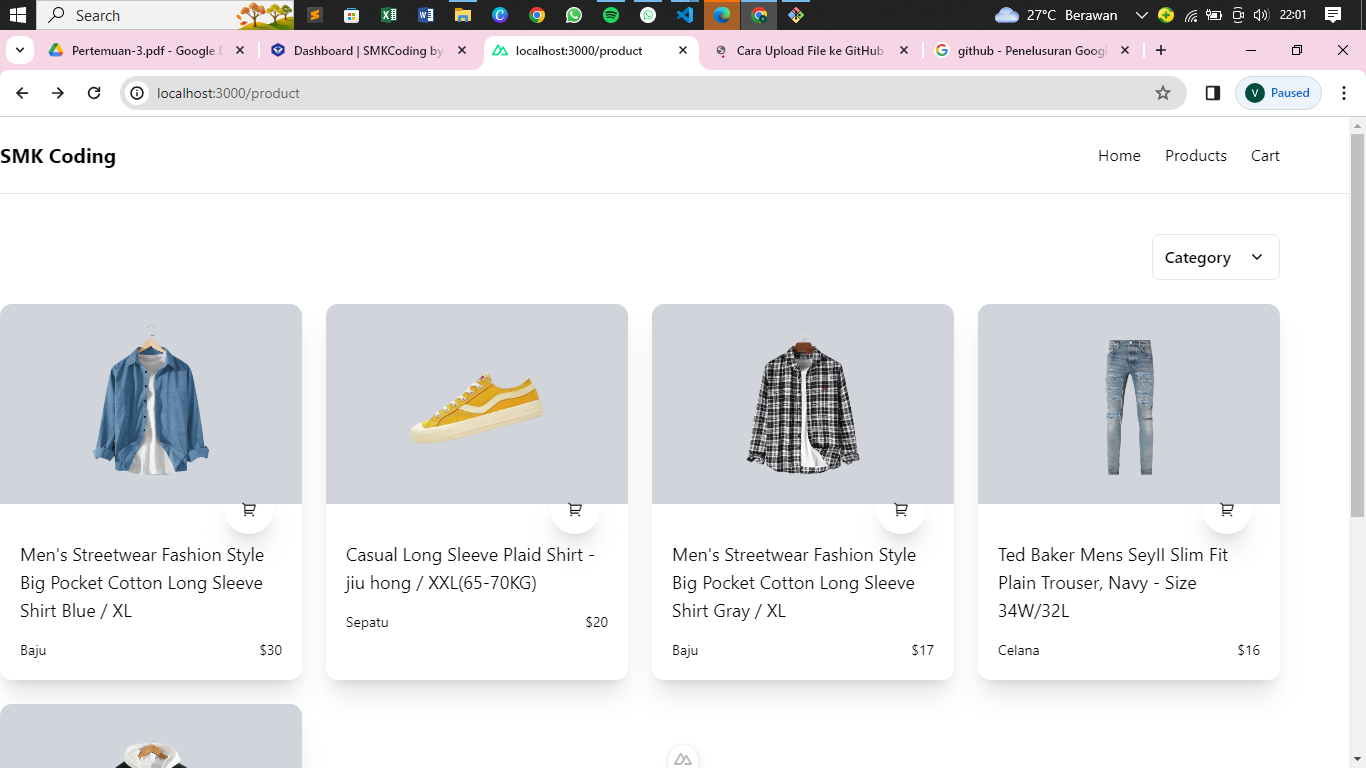 Search
27°C Berawan
22:01
Pertemuan-3.pdf - Google D
Dashboard | SMKCoding by
localhost:3000/product
Cara Upload File ke GitHub
github - Penelusuran Googl
localhost:3000/product
V Paused
SMK Coding
Home Products Cart
Category
Men's Streetwear Fashion Style
Big Pocket Cotton Long Sleeve
Shirt Blue / XL
Baju $30
Casual Long Sleeve Plaid Shirt -
jiu hong / XXL(65-70KG)
Sepatu $20
Men's Streetwear Fashion Style
Big Pocket Cotton Long Sleeve
Shirt Gray / XL
Baju $17
Ted Baker Mens SeyII Slim Fit
Plain Trouser, Navy - Size
34W/32L
Celana $16